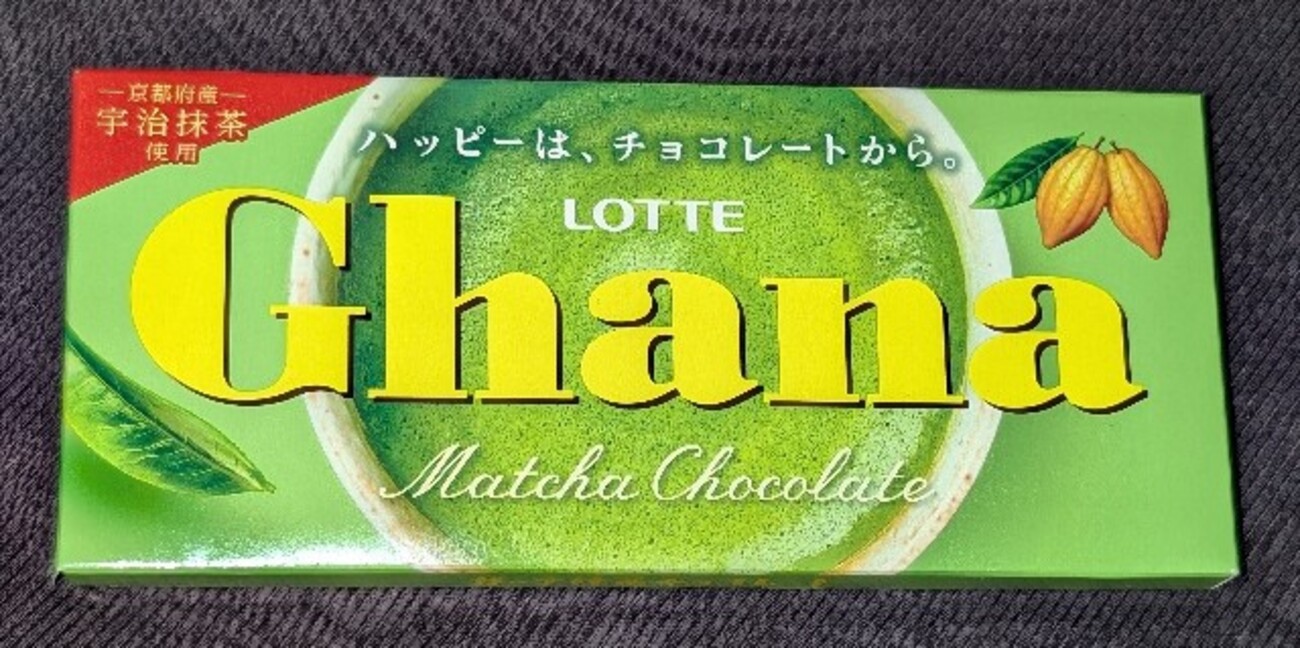 京都府産
宇治抹茶
使用
ハッピーは、チョコレートから。
LOTTE
Ghana
Matcha Chocolate